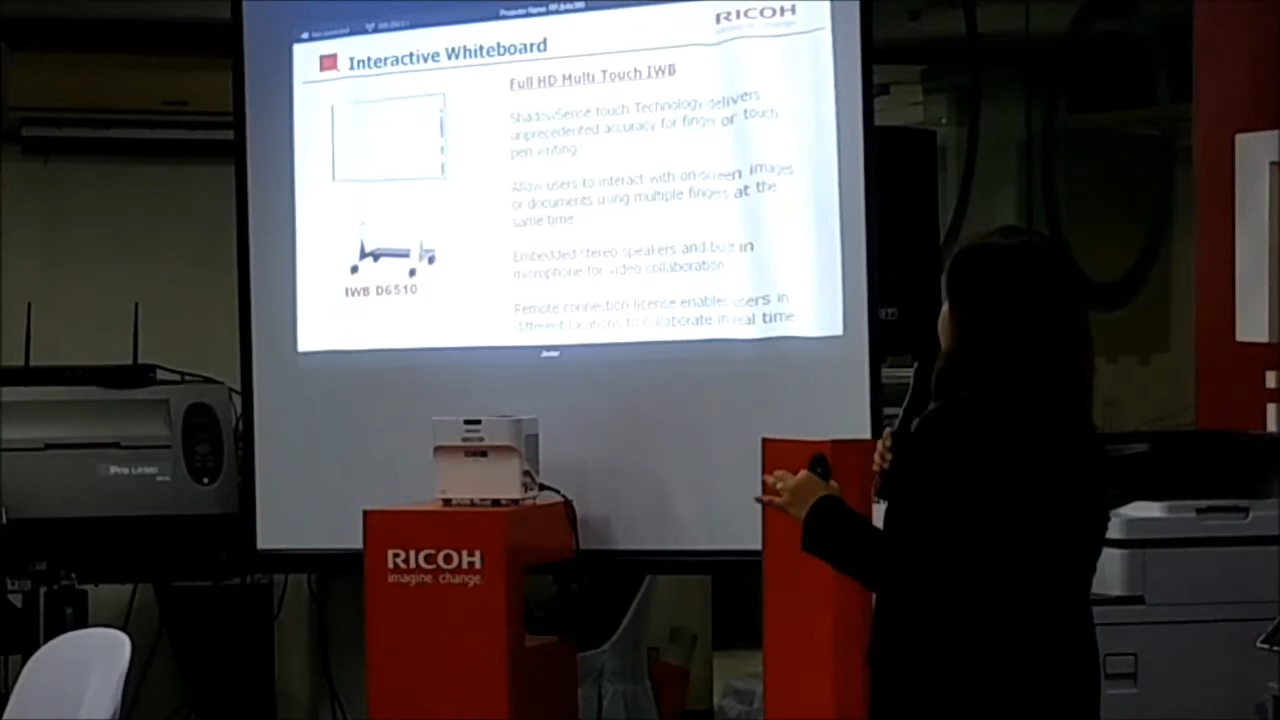 RICOH
Interactive Whiteboard
Full HD Multi Touch IWB
ShadowSense touch Technology delivers
unprecedented accuracy for finger or touch
pen writing
Allow users to interact with on-screen images
or documents using multiple fingers at the
same time
Embedded stereo speakers and built in
microphone for video collaboration
IWB D6510
Remote connection license enables users in
different locations to collaborate in real time
Pro
RICOH
imagine. change.